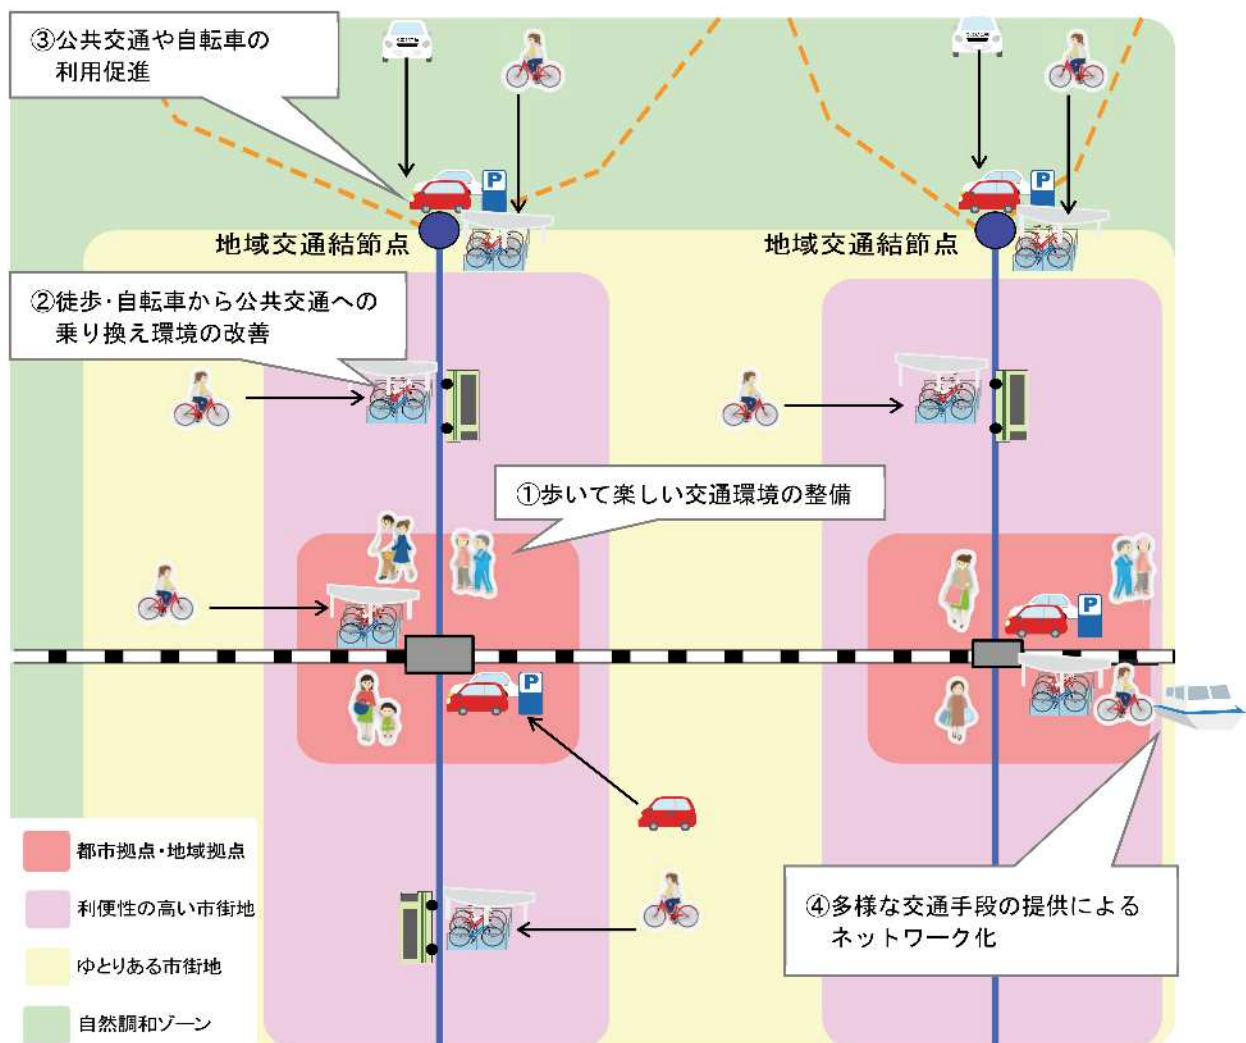 ③公共交通や自転車の
利用促進
P
P
地域交通結節点
地域交通結節点
②徒歩・自転車から公共交通への
乗り換え環境の改善
①歩いて楽しい交通環境の整備
P
P
④多様な交通手段の提供による
ネットワーク化
都市拠点・地域拠点
利便性の高い市街地
ゆとりある市街地
自然調和ゾーン